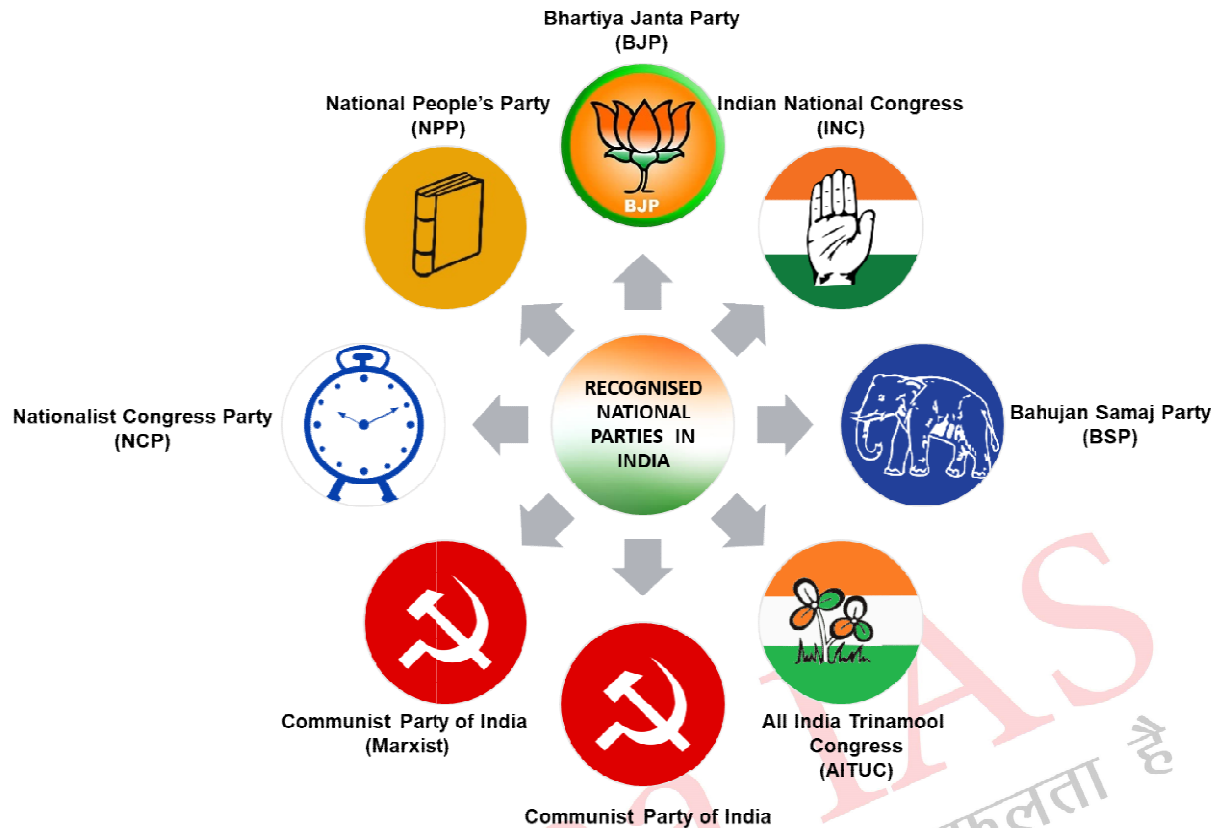 Bhartiya Janta Party
(BJP)
National People's Party
(NPP)
Indian National Congress
(INC)
BJP
RECOGNISED
NATIONAL
PARTIES IN
INDIA
Nationalist Congress Party
(NCP)
Bahujan Samaj Party
(BSP)
Communist Party of India
(Marxist)
All India Trinamool
Congress
(AITUC)
Communist Party of India
IAS
है